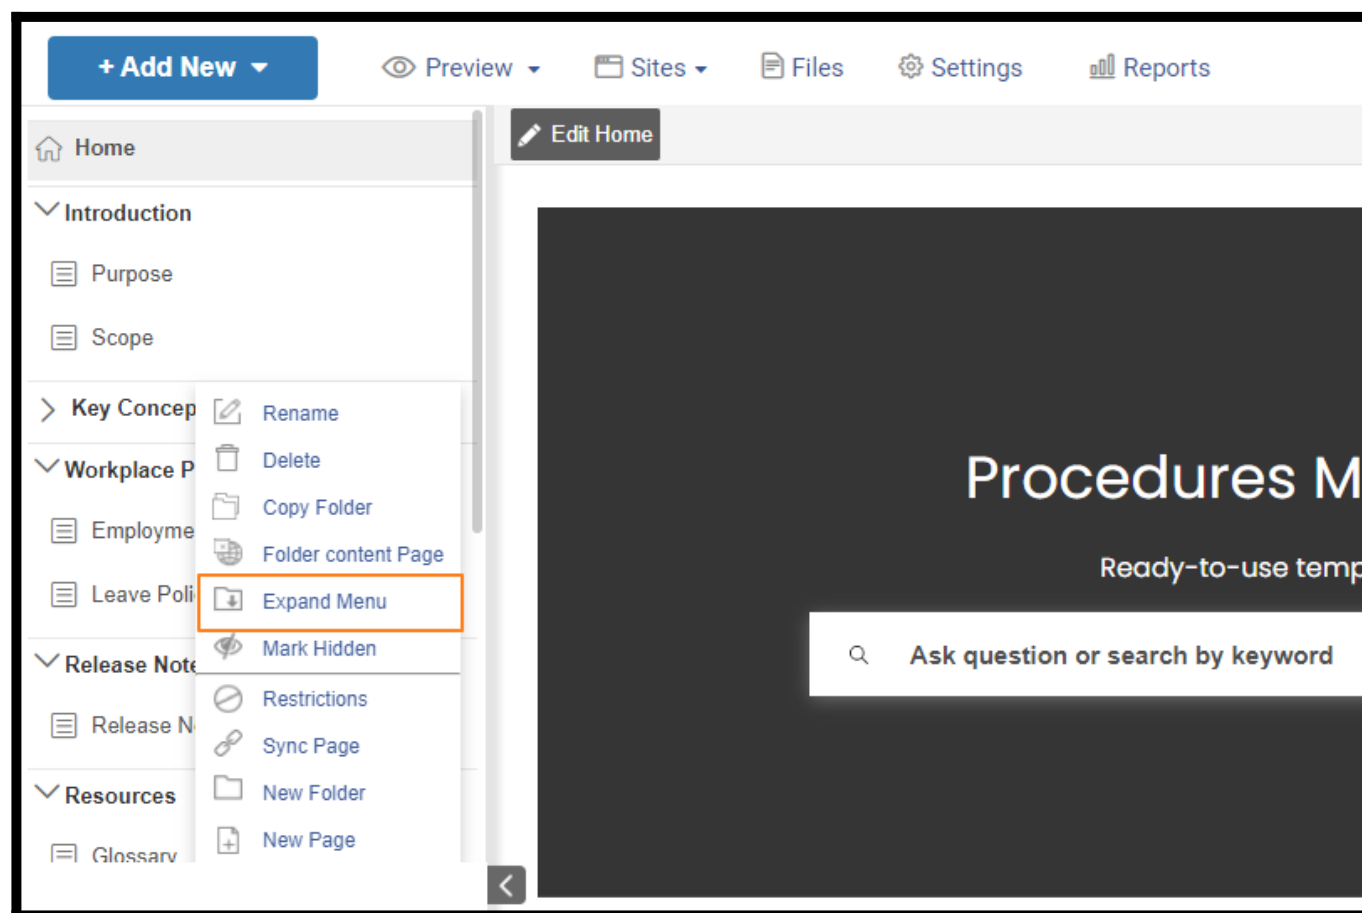 + Add New Preview Sites Files Settings Reports
Home
Edit Home
Introduction
Purpose
Scope
Key Concep
Workplace P
Employme
Leave Poli
Release Note
Release N
Resources
Glossary
Rename
Delete
Copy Folder
Folder content Page
Expand Menu
Mark Hidden
Restrictions
Sync Page
New Folder
New Page
Procedures M
Ready-to-use temp
Ask question or search by keyword